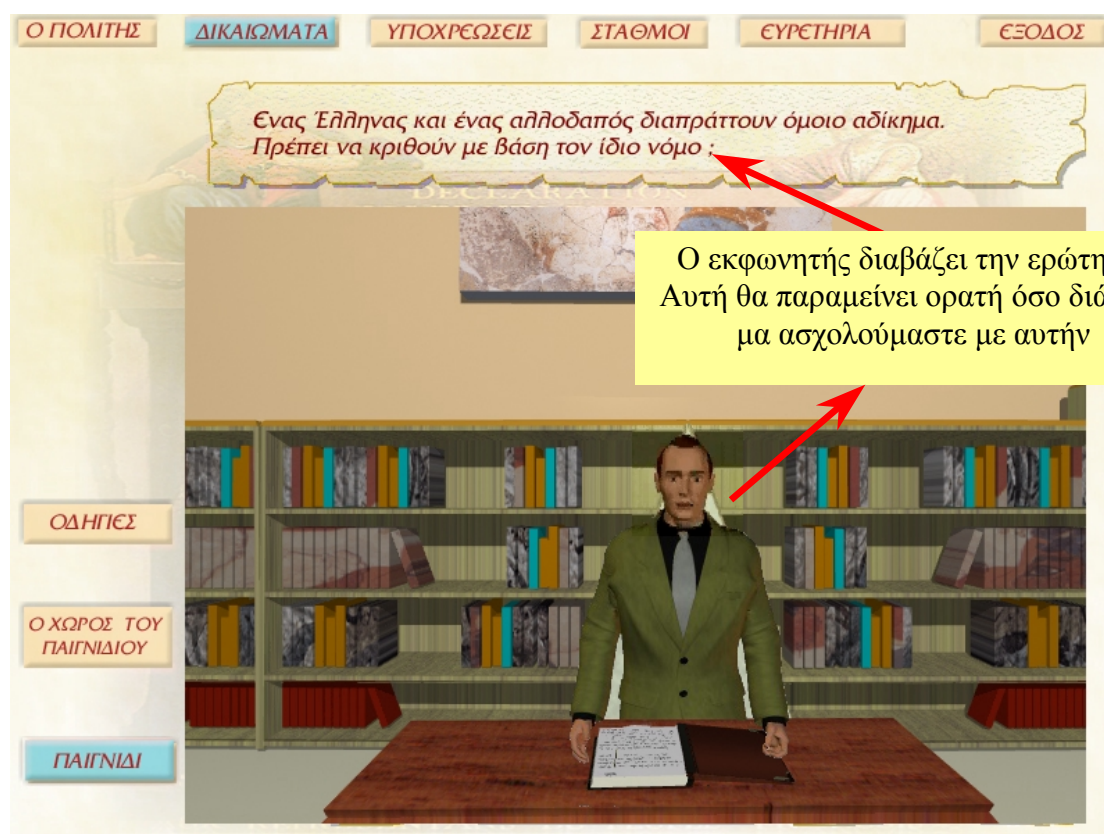 Ο ΠΟΛΙΤΗΣ ΔΙΚΑΙΩΜΑΤΑ ΥΠΟΧΡΕΩΣΕΙΣ ΣΤΑΘΜΟΙ ΕΥΡΕΤΗΡΙΑ ΕΞΟΔΟΣ
Ενας Έλληνας και ένας αλλοδαπός διαπράττουν όμοιο αδίκημα.
Πρέπει να κριθούν με βάση τον ίδιο νόμο ;
DECLARATION
Ο εκφωνητής διαβάζει την ερώτη
Αυτή θα παραμείνει ορατή όσο διά
μα ασχολούμαστε με αυτήν
ΟΔΗΓΙΕΣ
Ο ΧΩΡΟΣ ΤΟΥ
ΠΑΙΓΝΙΔΙΟΥ
ΠΑΙΓΝΙΔΙ